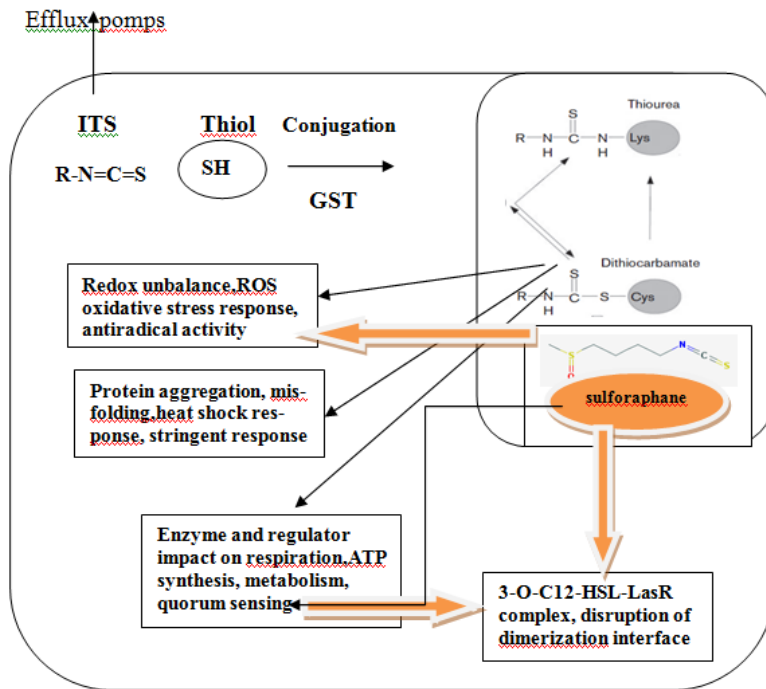 Efflux pomps
ITS
Thiol
Conjugation
R-N=C=S
SH
GST
Thiourea
S
R—N—C—N—Lys
H H
Dithiocarbamate
S
R—N—C—S—Cys
H
Redox unbalance,ROS
oxidative stress response,
antiradical activity
N=C=S
S
O
sulforaphane
Protein aggregation, mis-
folding,heat shock re-
sponse, stringent response
Enzyme and regulator
impact on respiration,ATP
synthesis, metabolism,
quorum sensing
3-O-C12-HSL-LasR
complex, disruption of
dimerization interface